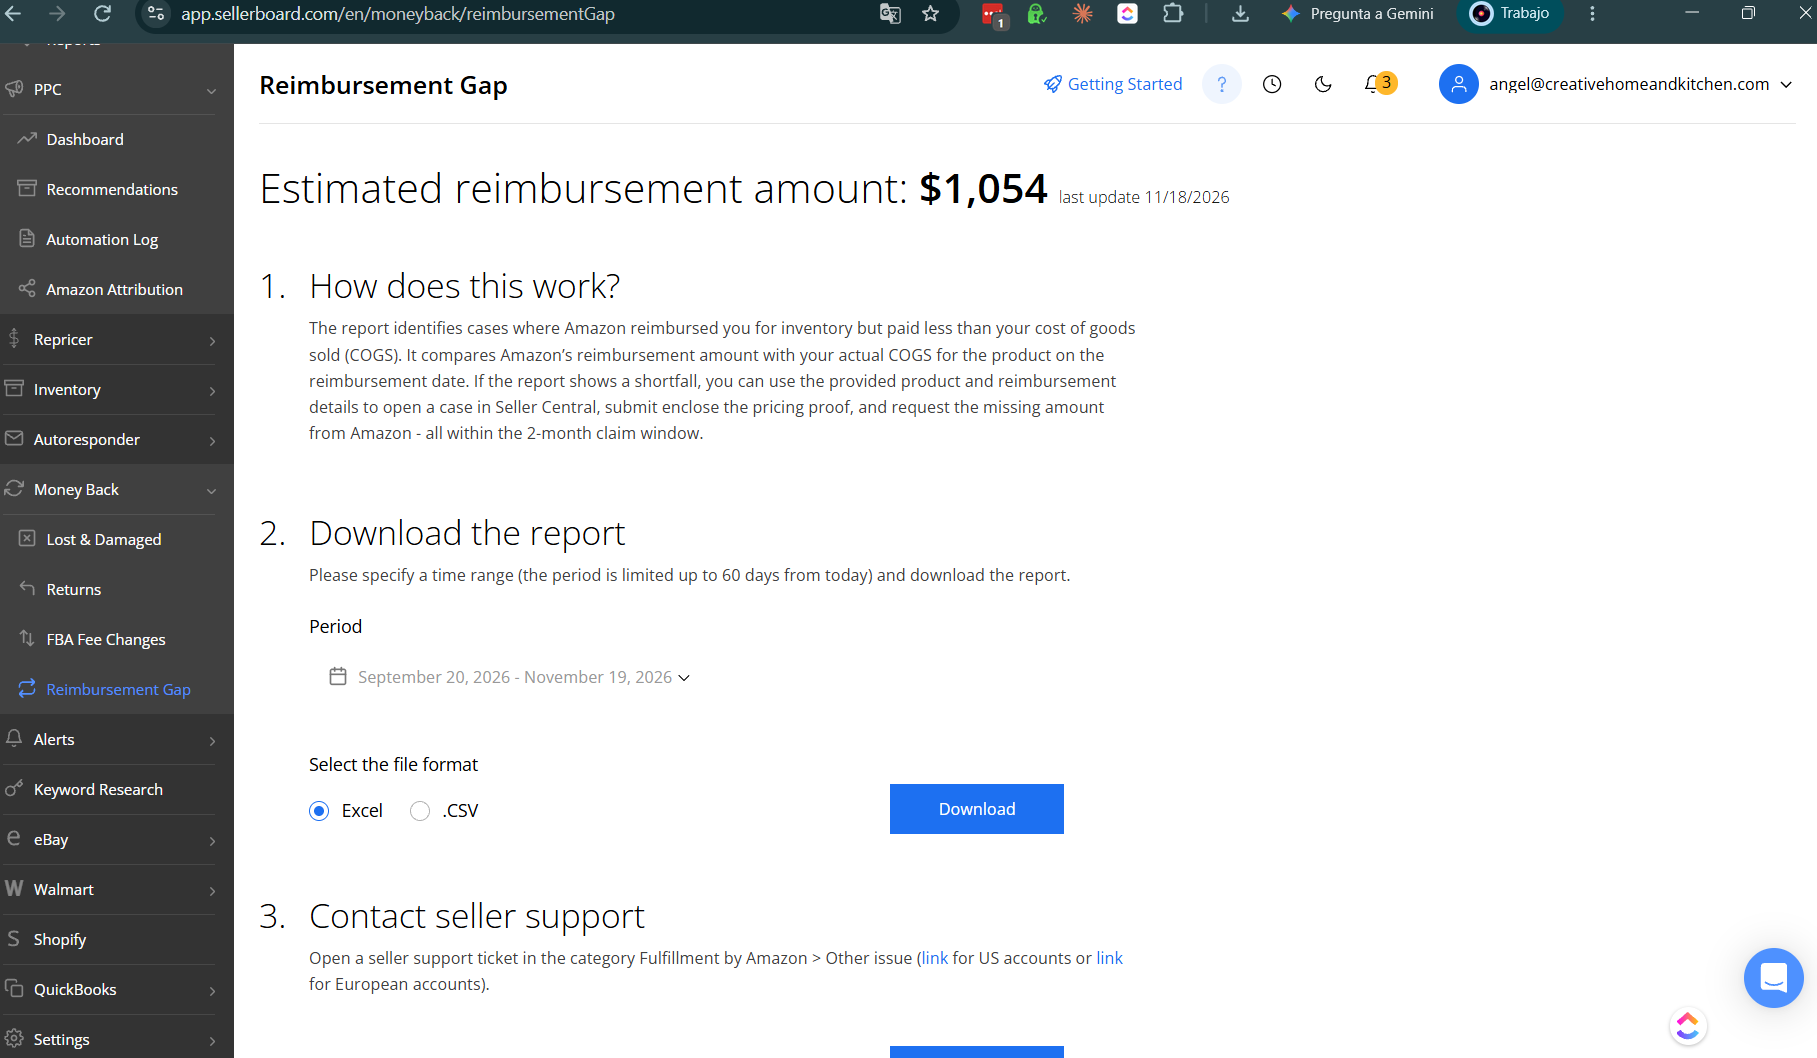 app.sellerboard.com/en/moneyback/reimbursementGap
1
Pregunta a Gemini
Trabajo
Reports
PPC
Dashboard
Recommendations
Automation Log
Amazon Attribution
Repricer
Inventory
Autoresponder
Money Back
Lost & Damaged
Returns
FBA Fee Changes
Reimbursement Gap
Alerts
Keyword Research
eBay
Walmart
Shopify
QuickBooks
Settings
Reimbursement Gap
Getting Started
?
3
angel@creativehomeandkitchen.com
Estimated reimbursement amount: $1,054 last update 11/18/2026
1. How does this work?
The report identifies cases where Amazon reimbursed you for inventory but paid less than your cost of goods
sold (COGS). It compares Amazon’s reimbursement amount with your actual COGS for the product on the
reimbursement date. If the report shows a shortfall, you can use the provided product and reimbursement
details to open a case in Seller Central, submit enclose the pricing proof, and request the missing amount
from Amazon - all within the 2-month claim window.
2. Download the report
Please specify a time range (the period is limited up to 60 days from today) and download the report.
Period
September 20, 2026 - November 19, 2026
Select the file format
Excel
.CSV
Download
3. Contact seller support
Open a seller support ticket in the category Fulfillment by Amazon > Other issue (link for US accounts or link
for European accounts).